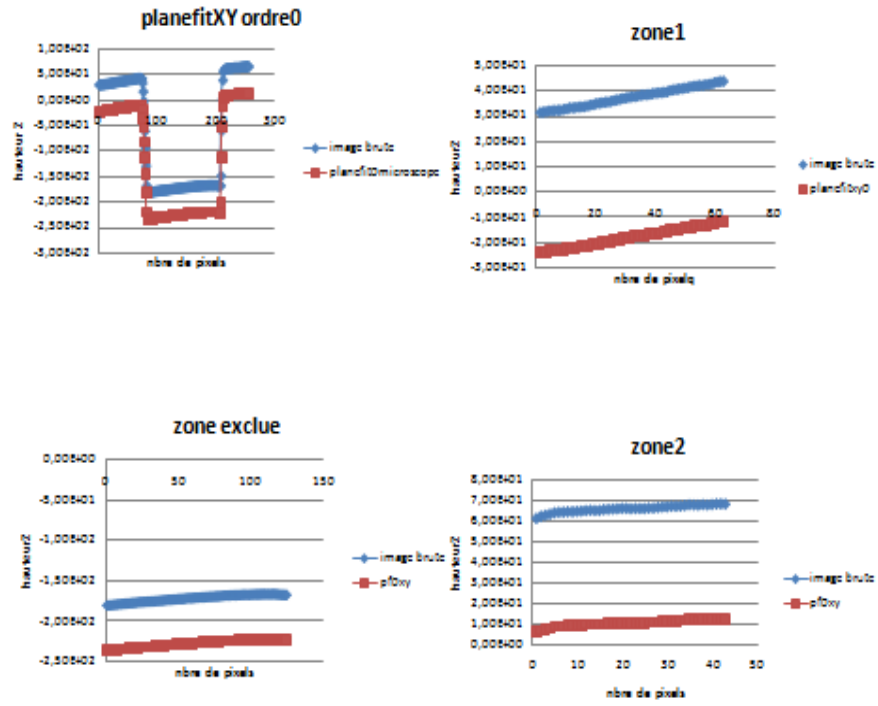 planefitXY ordre0
1,00E+02
5,00E+01
0,00E+00
-5,00E+01
-1,00E+02
-1,50E+02
-2,00E+02
-2,50E+02
-3,00E+02
0 100 200 300
hauteur Z
nbre de pixels
image brute
planefit0microscope
zone1
5,00E+01
4,00E+01
3,00E+01
2,00E+01
1,00E+01
0,00E+00
-1,00E+01
-2,00E+01
-3,00E+01
0 20 40 60 80
hauteurZ
nbre de pixelq
image brute
planefitxy0
zone exclue
0,00E+00
-5,00E+01
-1,00E+02
-1,50E+02
-2,00E+02
-2,50E+02
0 50 100 150
hauteurZ
nbre de pixels
image brute
pf0xy
zone2
8,00E+01
7,00E+01
6,00E+01
5,00E+01
4,00E+01
3,00E+01
2,00E+01
1,00E+01
0,00E+00
0 10 20 30 40 50
hauteurZ
nbre de pixels
image brute
pf0xy